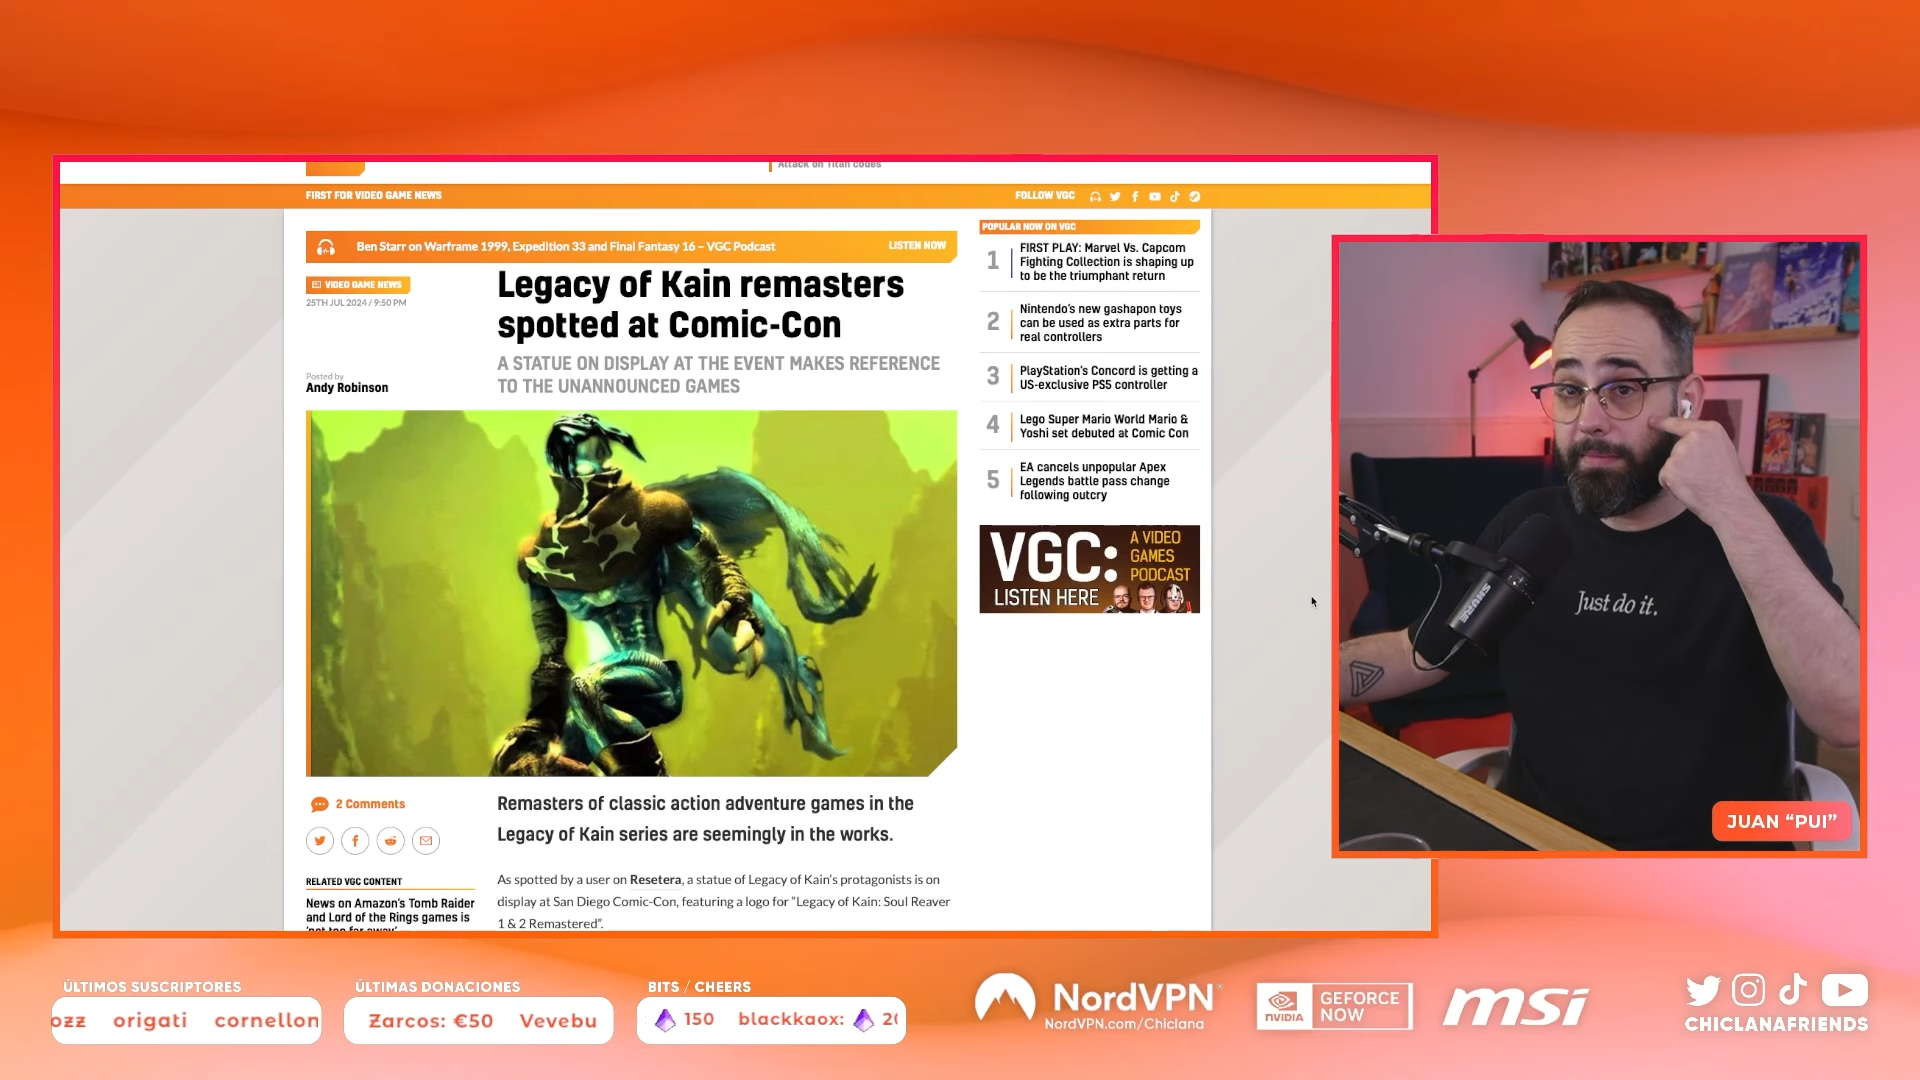 Attack on Titan codes
FIRST FOR VIDEO GAME NEWS
FOLLOW VGC
Ben Starr on Warframe 1999, Expedition 33 and Final Fantasy 16 – VGC Podcast
LISTEN NOW
VIDEO GAME NEWS
25TH JUL 2024 / 9:50 PM
Legacy of Kain remasters
spotted at Comic-Con
A STATUE ON DISPLAY AT THE EVENT MAKES REFERENCE
TO THE UNANNOUNCED GAMES
Posted by
Andy Robinson
2 Comments
Remasters of classic action adventure games in the
Legacy of Kain series are seemingly in the works.
RELATED VGC CONTENT
News on Amazon's Tomb Raider
and Lord of the Rings games is
'not too far away'
As spotted by a user on Resetera, a statue of Legacy of Kain's protagonists is on
display at San Diego Comic-Con, featuring a logo for "Legacy of Kain: Soul Reaver
1 & 2 Remastered".
POPULAR NOW ON VGC
1
FIRST PLAY: Marvel Vs. Capcom
Fighting Collection is shaping up
to be the triumphant return
2
Nintendo's new gashapon toys
can be used as extra parts for
real controllers
3
PlayStation's Concord is getting a
US-exclusive PS5 controller
4
Lego Super Mario World Mario &
Yoshi set debuted at Comic Con
5
EA cancels unpopular Apex
Legends battle pass change
following outcry
VGC:
A VIDEO
GAMES
PODCAST
LISTEN HERE
SHURE
Just do it.
JUAN "PUI"
ÚLTIMOS SUSCRIPTORES
ozz origati cornellon
ÚLTIMAS DONACIONES
Zarcos: €50 Vevebu
BITS / CHEERS
150 blackkaox: 20
NordVPN®
NordVPN.com/Chiclana
NVIDIA
GEFORCE
NOW
msi
CHICLANAFRIENDS